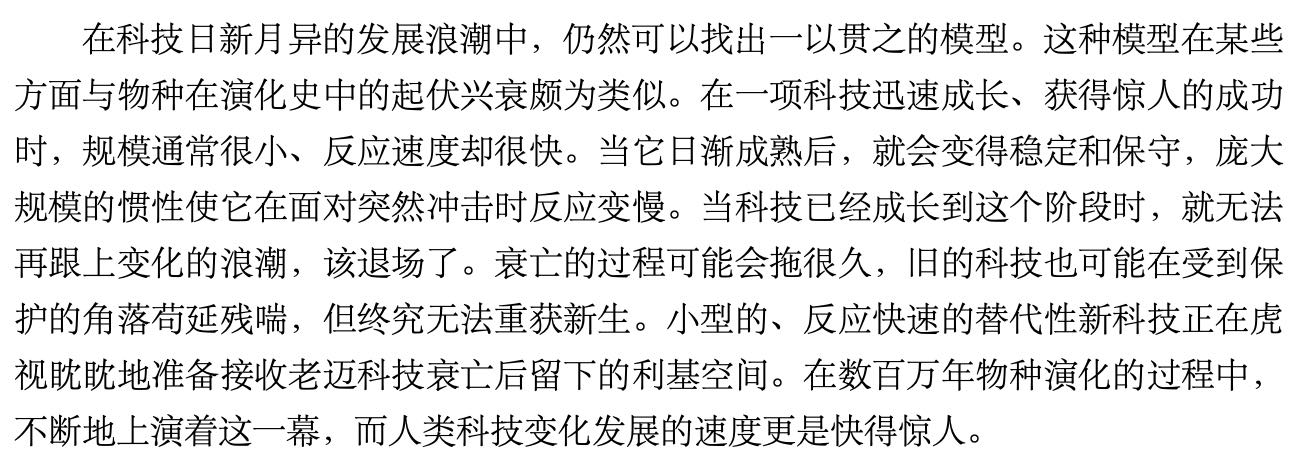 在科技日新月异的发展浪潮中，仍然可以找出一以贯之的模型。这种模型在某些
方面与物种在演化史中的起伏兴衰颇为类似。在一项科技迅速成长、获得惊人的成功
时，规模通常很小、反应速度却很快。当它日渐成熟后，就会变得稳定和保守，庞大
规模的惯性使它在面对突然冲击时反应变慢。当科技已经成长到这个阶段时，就无法
再跟上变化的浪潮，该退场了。衰亡的过程可能会拖很久，旧的科技也可能在受到保
护的角落苟延残喘，但终究无法重获新生。小型的、反应快速的替代性新科技正在虎
视眈眈地准备接收老迈科技衰亡后留下的利基空间。在数百万年物种演化的过程中，
不断地上演着这一幕，而人类科技变化发展的速度更是快得惊人。